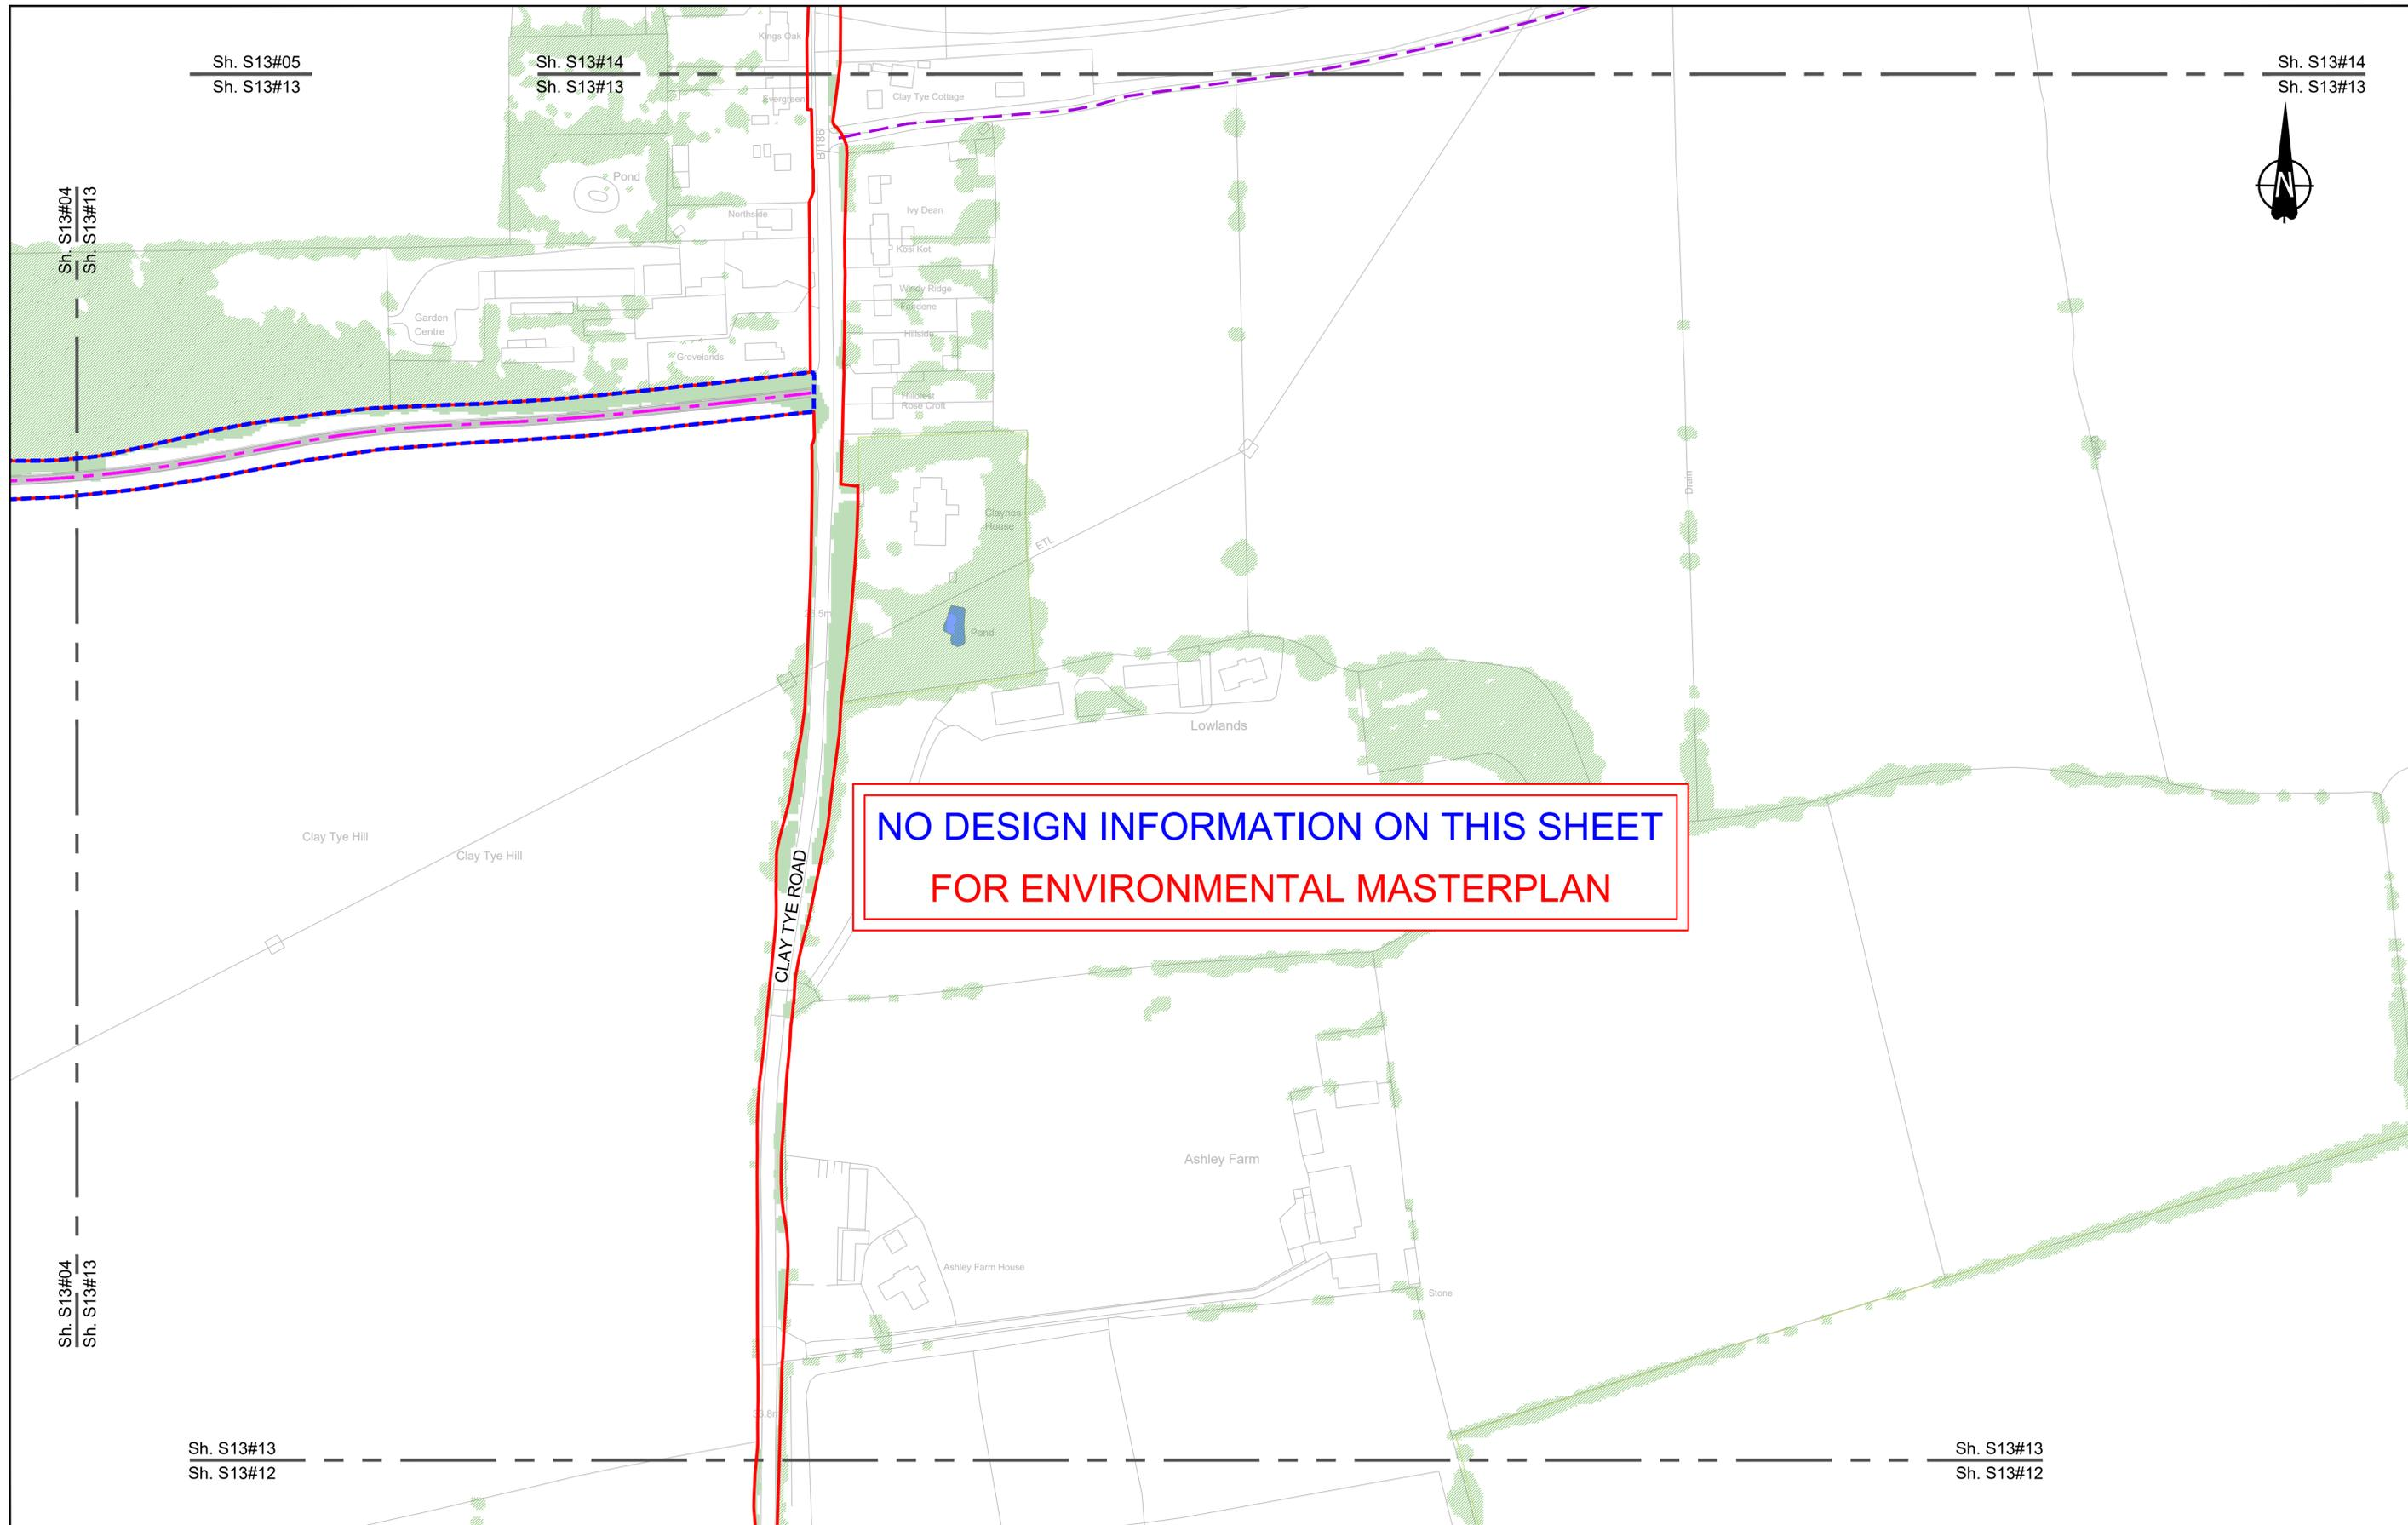 Kings Oak
Sh. S13#05
Sh. S13#13
Sh. S13#14
Sh. S13#13
Sh. S13#14
Sh. S13#13
Evergreen
Clay Tye Cottage
B 186
N
Pond
Sh. S13#04
Sh. S13#13
Northside
Ivy Dean
Kosi Kot
Windy Ridge
Fairdene
Hillside
Garden
Centre
Grovelands
Hillcrest
Rose Croft
Drain
Drain
Claynes
House
ETL
Pond
Lowlands
Clay Tye Hill
Clay Tye Hill
CLAY TYE ROAD
NO DESIGN INFORMATION ON THIS SHEET
FOR ENVIRONMENTAL MASTERPLAN
Ashley Farm
Ashley Farm House
Stone
Sh. S13#04
Sh. S13#13
Sh. S13#13
Sh. S13#12
Sh. S13#13
Sh. S13#12